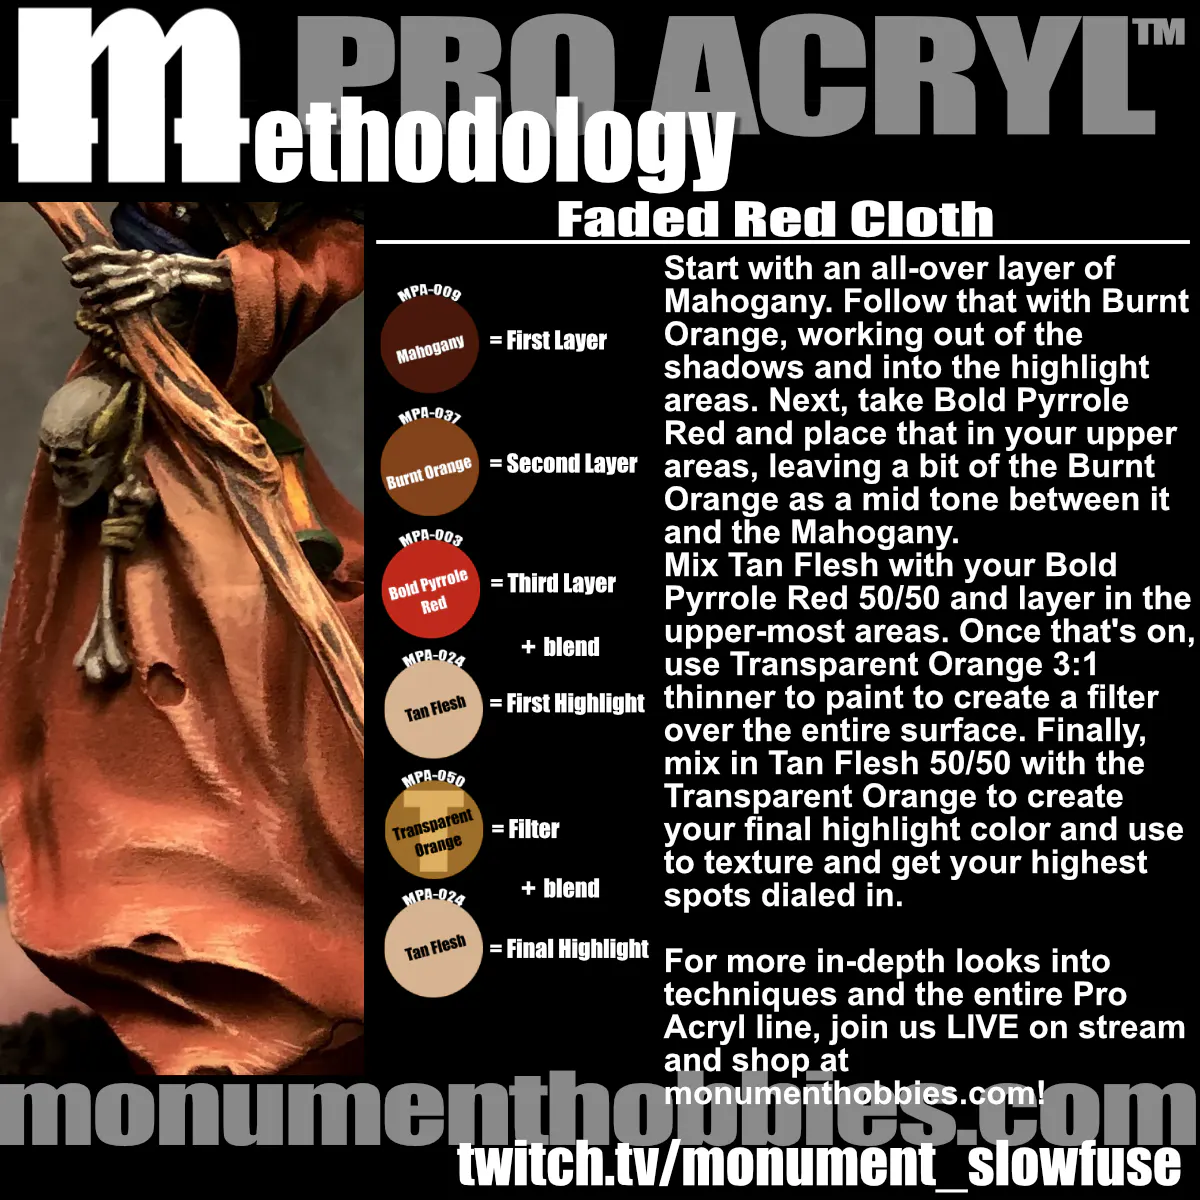 PRO ACRYL™
Methodology
Faded Red Cloth
MPA-009
Mahogany
= First Layer
MPA-037
Burnt Orange
= Second Layer
MPA-003
Bold Pyrrole
Red
= Third Layer
+ blend
MPA-024
Tan Flesh
= First Highlight
MPA-050
T
Transparent
Orange
= Filter
+ blend
MPA-024
Tan Flesh
= Final Highlight
Start with an all-over layer of
Mahogany. Follow that with Burnt
Orange, working out of the
shadows and into the highlight
areas. Next, take Bold Pyrrole
Red and place that in your upper
areas, leaving a bit of the Burnt
Orange as a mid tone between it
and the Mahogany.
Mix Tan Flesh with your Bold
Pyrrole Red 50/50 and layer in the
upper-most areas. Once that's on,
use Transparent Orange 3:1
thinner to paint to create a filter
over the entire surface. Finally,
mix in Tan Flesh 50/50 with the
Transparent Orange to create
your final highlight color and use
to texture and get your highest
spots dialed in.
For more in-depth looks into
techniques and the entire Pro
Acryl line, join us LIVE on stream
and shop at
monumenthobbies.com!
monumenthobbies.com
twitch.tv/monument_slowfuse